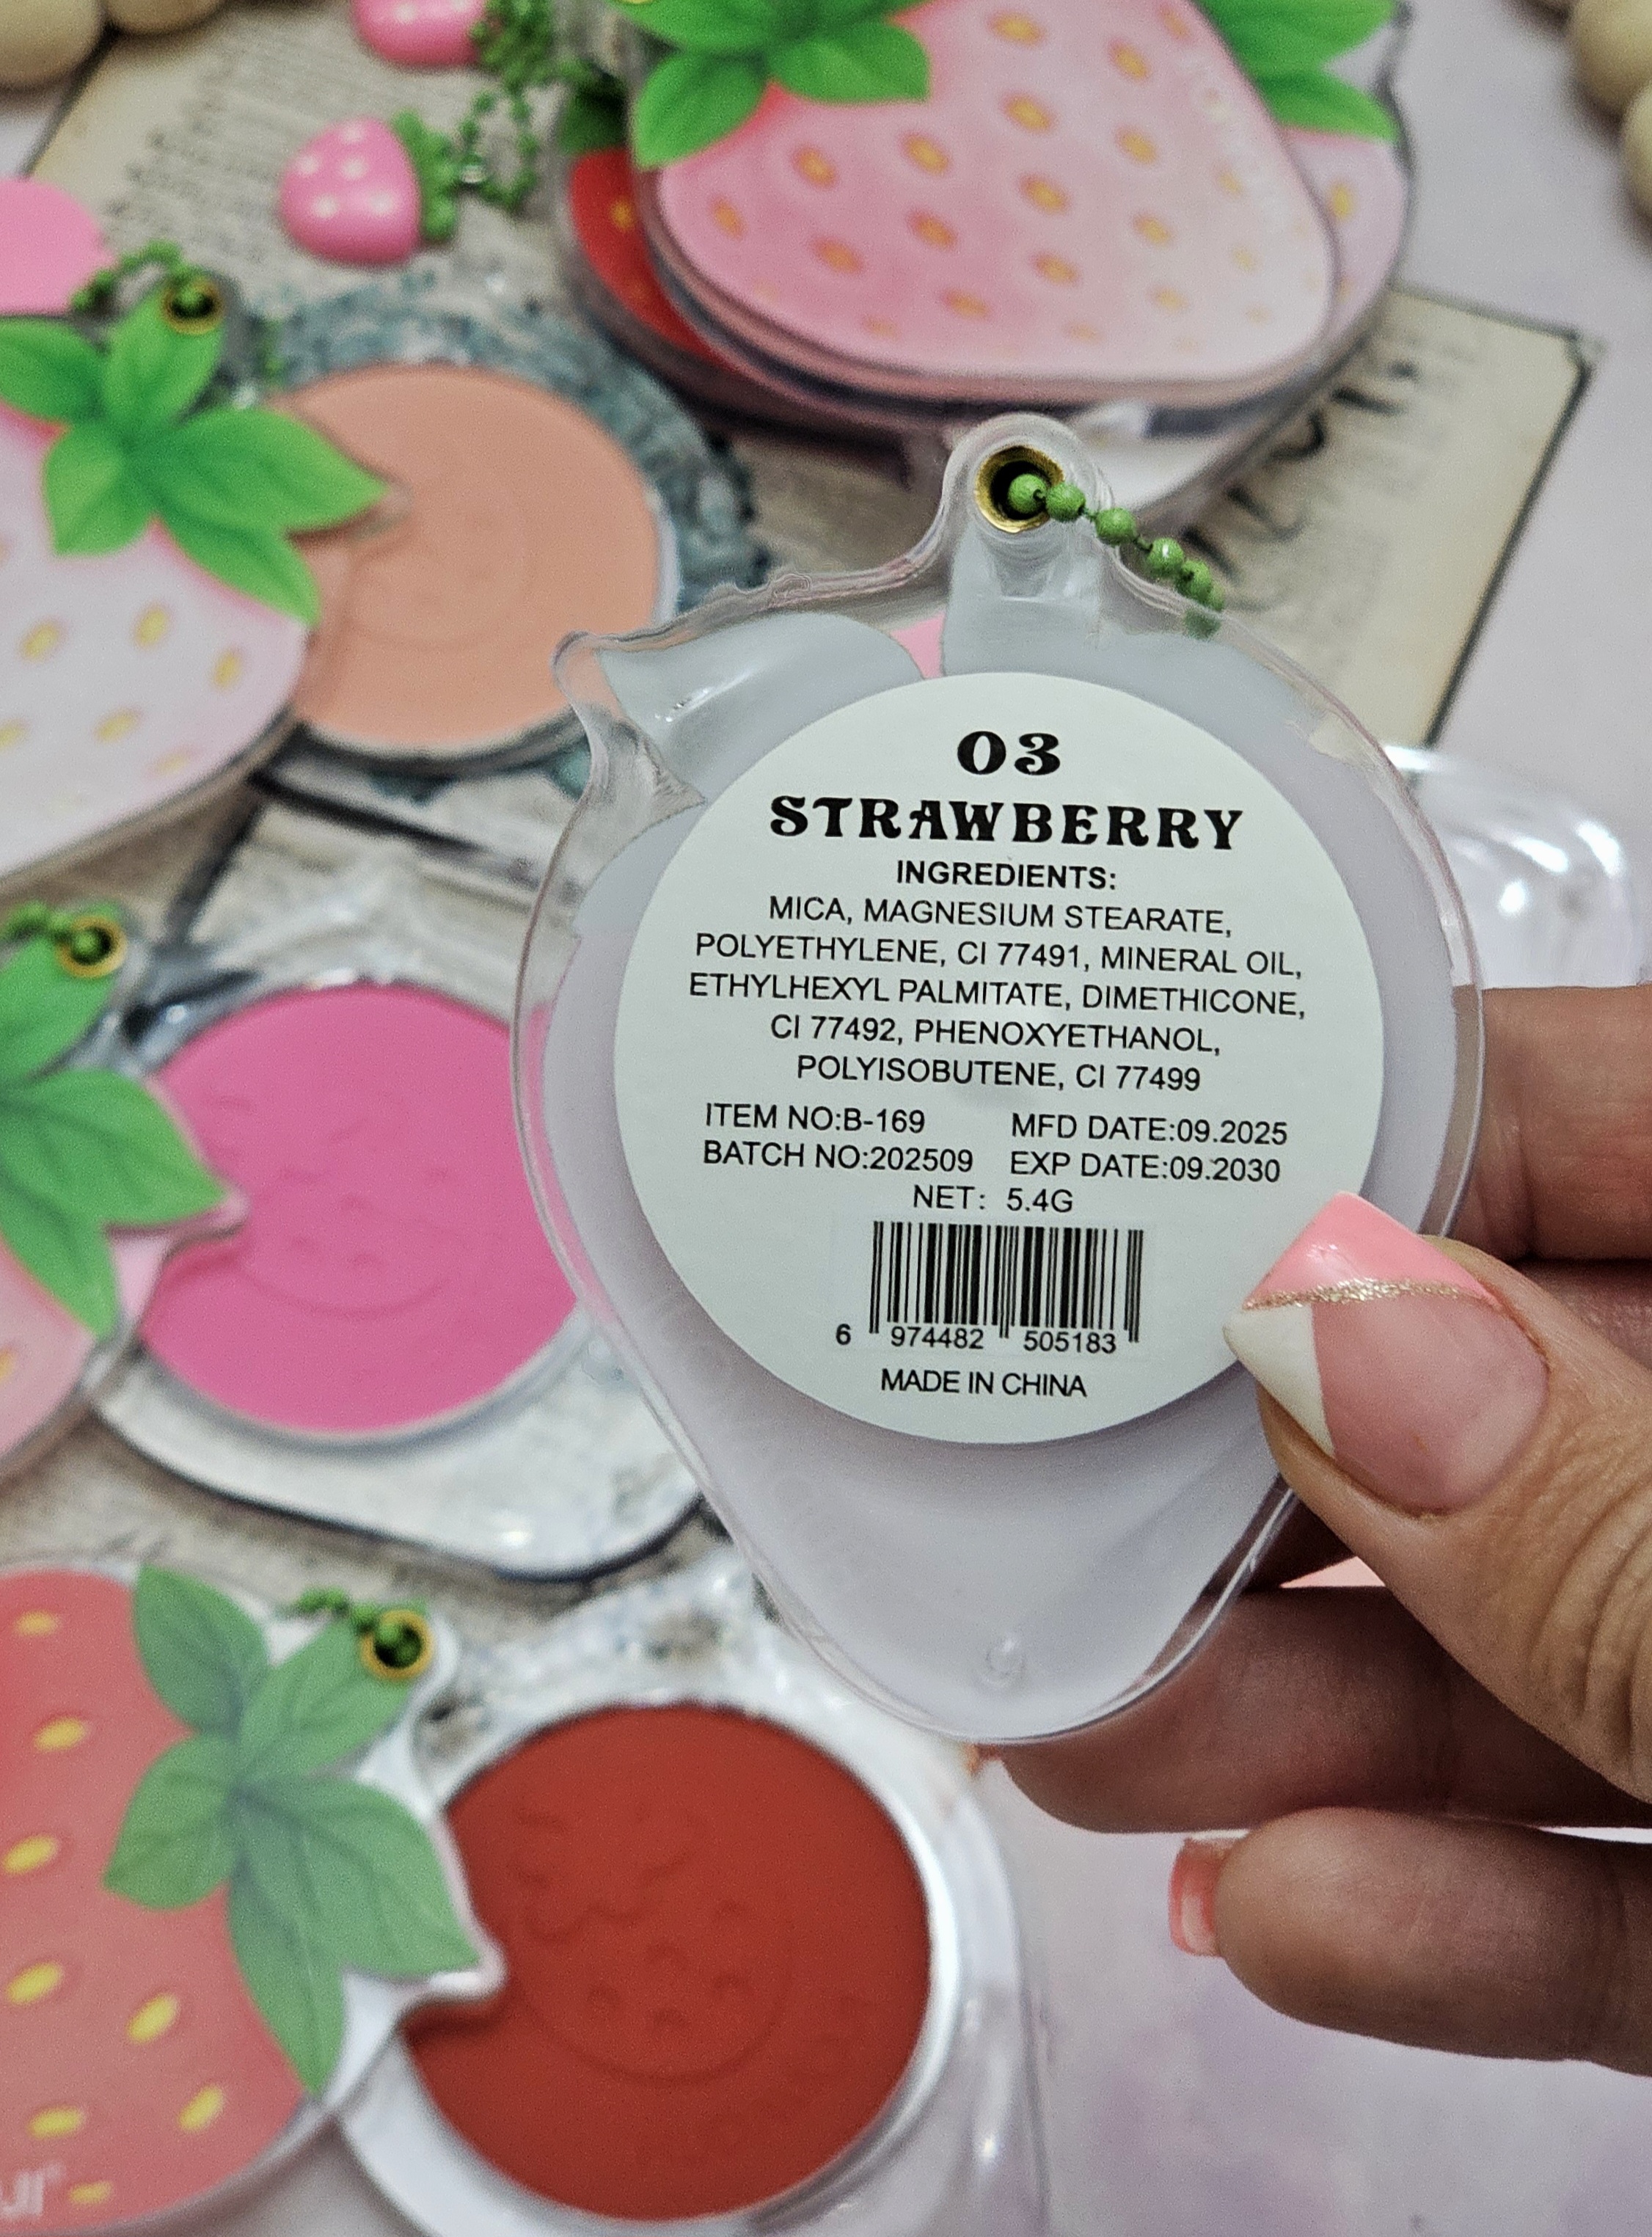 03
STRAWBERRY
INGREDIENTS:
MICA, MAGNESIUM STEARATE,
POLYETHYLENE, CI 77491, MINERAL OIL,
ETHYLHEXYL PALMITATE, DIMETHICONE,
CI 77492, PHENOXYETHANOL,
POLYISOBUTENE, CI 77499
ITEM NO:B-169 MFD DATE:09.2025
BATCH NO:202509 EXP DATE:09.2030
NET: 5.4G
6 974482 505183
MADE IN CHINA